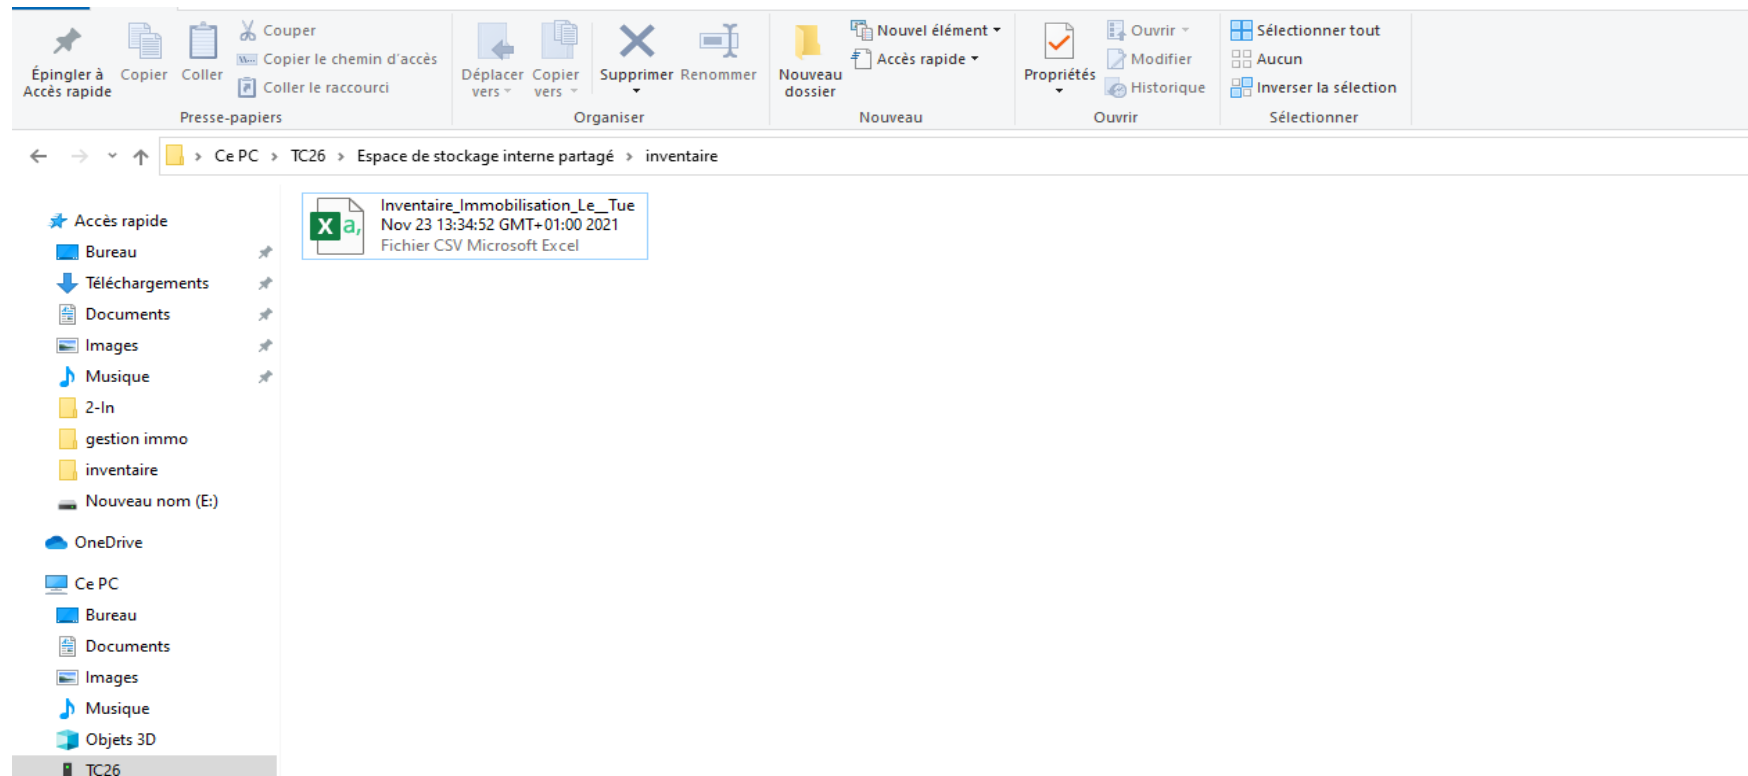 Épingler à
Accès rapide
Copier
Coller
Couper
Copier le chemin d'accès
Coller le raccourci
Presse-papiers
Déplacer
vers
Copier
vers
Supprimer
Renommer
Organiser
Nouveau
dossier
Nouvel élément
Accès rapide
Nouveau
Propriétés
Ouvrir
Modifier
Historique
Ouvrir
Sélectionner tout
Aucun
Inverser la sélection
Sélectionner
Ce PC > TC26 > Espace de stockage interne partagé > inventaire
Accès rapide
Bureau
Téléchargements
Documents
Images
Musique
2-In
gestion immo
inventaire
Nouveau nom (E:)
OneDrive
Ce PC
Bureau
Documents
Images
Musique
Objets 3D
TC26
Inventaire_Immobilisation_Le__Tue
Nov 23 13:34:52 GMT+01:00 2021
Fichier CSV Microsoft Excel